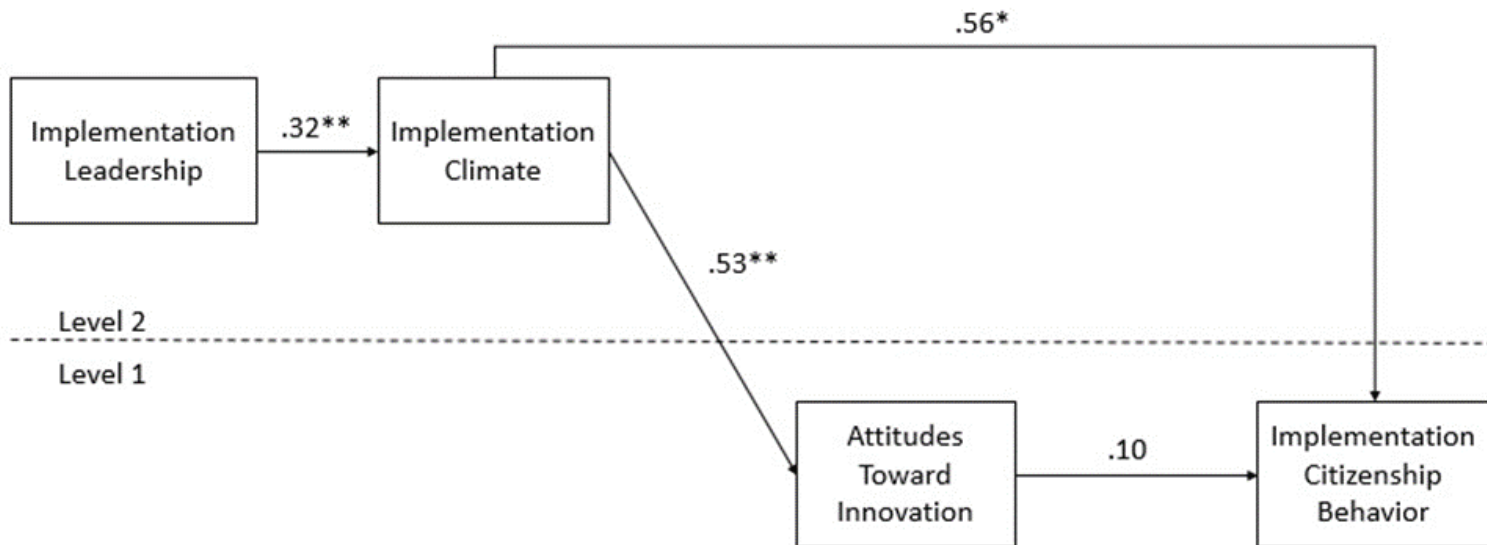 .56*
Implementation
Leadership
.32**
Implementation
Climate
.53**
Level 2
Level 1
Attitudes
Toward
Innovation
.10
Implementation
Citizenship
Behavior